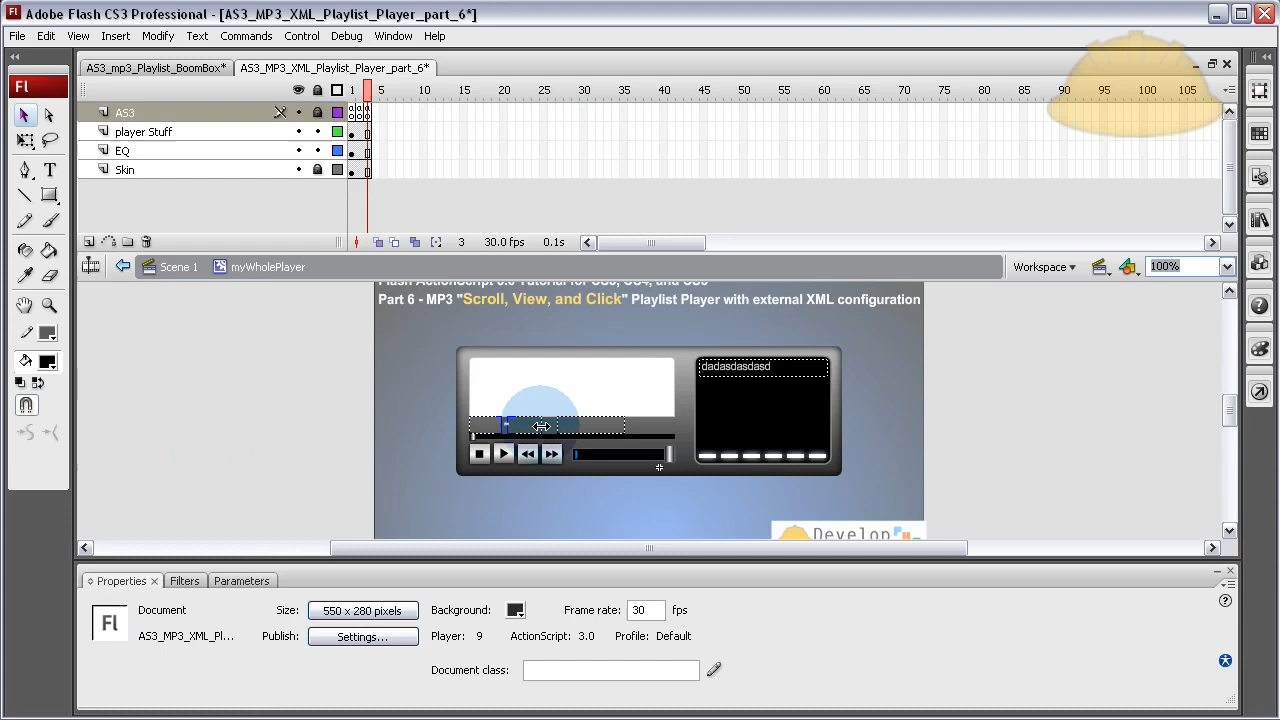 Adobe Flash CS3 Professional - [AS3_MP3_XML_Playlist_Player_part_6*]
File Edit View Insert Modify Text Commands Control Debug Window Help
AS3_mp3_Playlist_BoomBox* AS3_MP3_XML_Playlist_Player_part_6*
Fl
1 5 10 15 20 25 30 35 40 45 50 55 60 65 70 75 80 85 90 95 100 105
AS3
player Stuff
EQ
Skin
3 30.0 fps 0.1s
Scene 1 myWholePlayer Workspace 100%
Part 6 - MP3 "Scroll, View, and Click" Playlist Player with external XML configuration
dadasdasdasd
Develop
Properties Filters Parameters
Fl
Document Size: 550 x 280 pixels Background: Frame rate: 30 fps
AS3_MP3_XML_Pl... Publish: Settings... Player: 9 ActionScript: 3.0 Profile: Default
Document class: